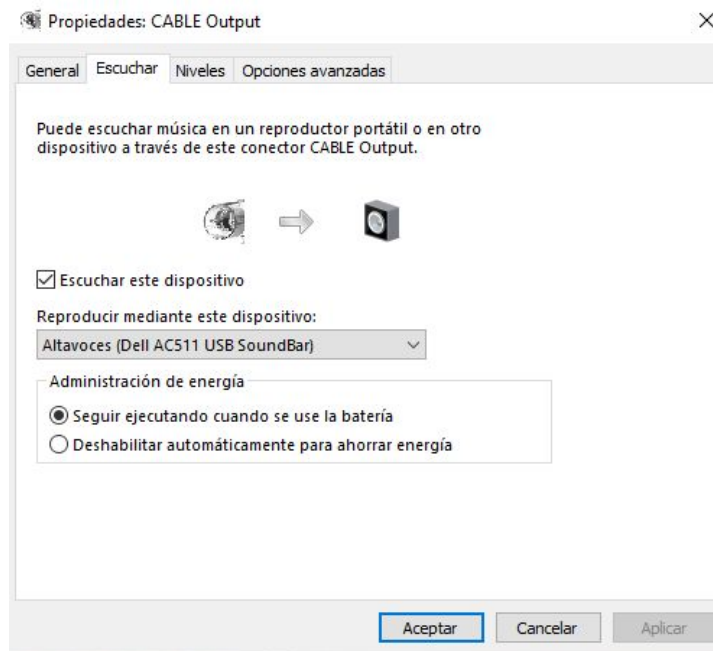 Propiedades: CABLE Output
General
Escuchar
Niveles
Opciones avanzadas
Puede escuchar música en un reproductor portátil o en otro
dispositivo a través de este conector CABLE Output.
Escuchar este dispositivo
Reproducir mediante este dispositivo:
Altavoces (Dell AC511 USB SoundBar)
Administración de energía
Seguir ejecutando cuando se use la batería
Deshabilitar automáticamente para ahorrar energía
Aceptar
Cancelar
Aplicar